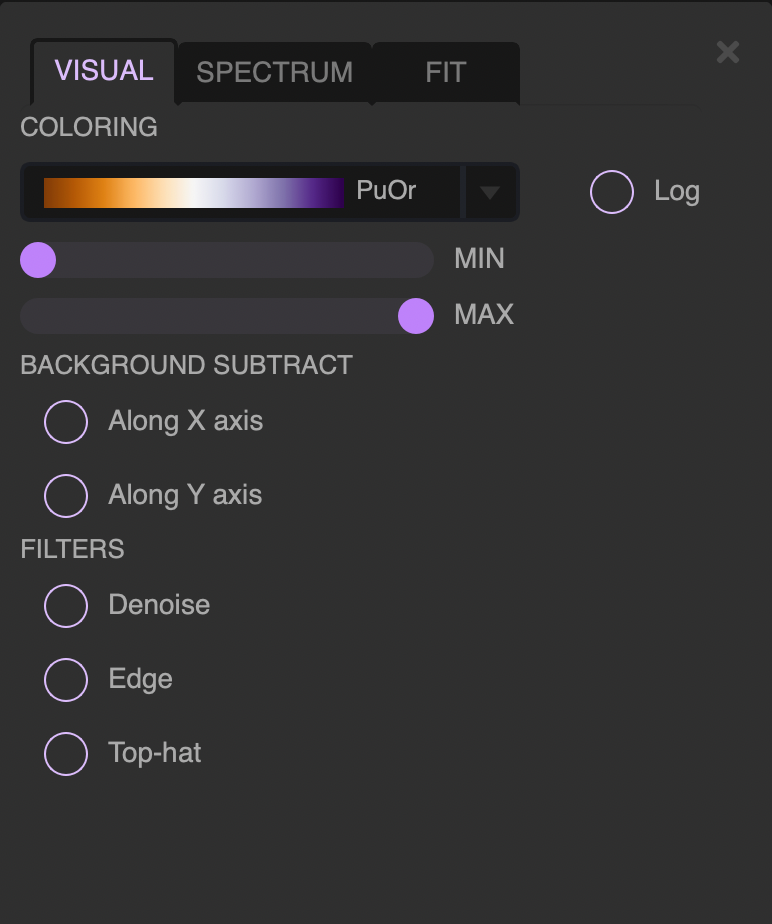 VISUAL SPECTRUM FIT
COLORING
PuOr Log
MIN
MAX
BACKGROUND SUBTRACT
Along X axis
Along Y axis
FILTERS
Denoise
Edge
Top-hat